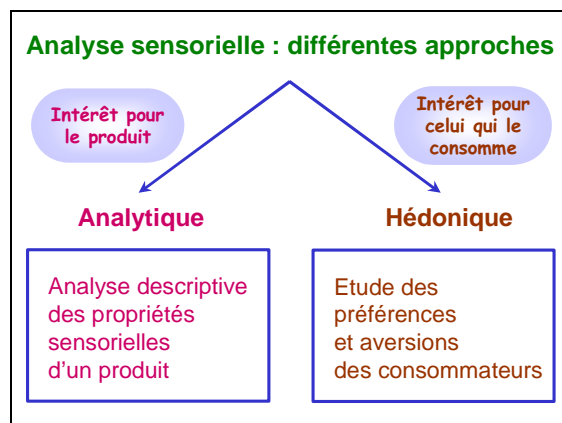 Analyse sensorielle : différentes approches
Intérêt pour
le produit
Intérêt pour
celui qui le
consomme
Analytique
Hédonique
Analyse descriptive
des propriétés
sensorielles
d'un produit
Etude des
préférences
et aversions
des consommateurs